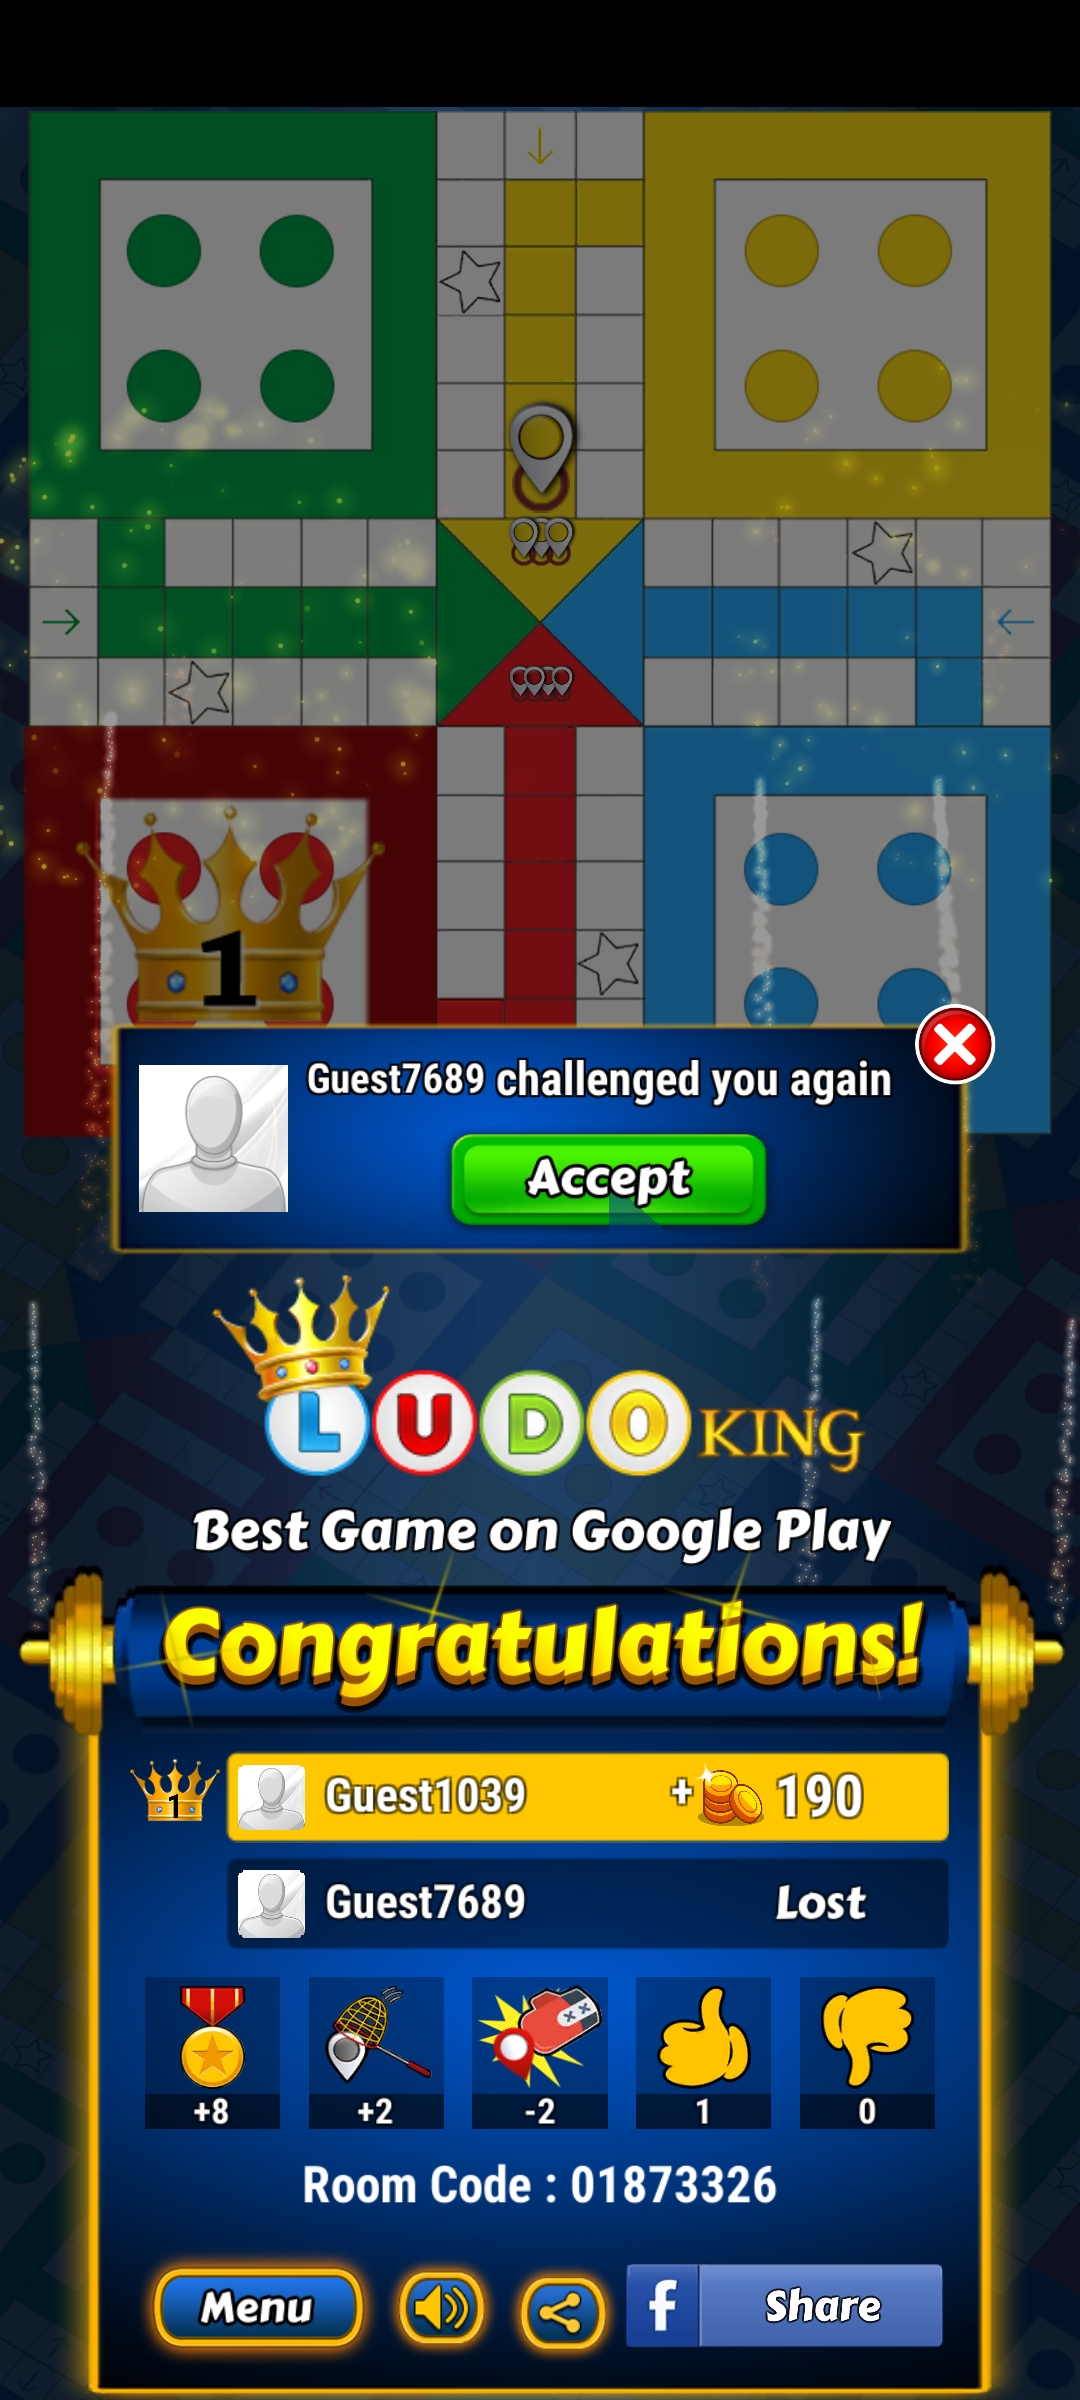 1
Guest7689 challenged you again
Accept
LUDO KING
Best Game on Google Play
Congratulations!
1 Guest1039 + 190
Guest7689 Lost
+8 +2 -2 1 0
Room Code : 01873326
Menu f Share